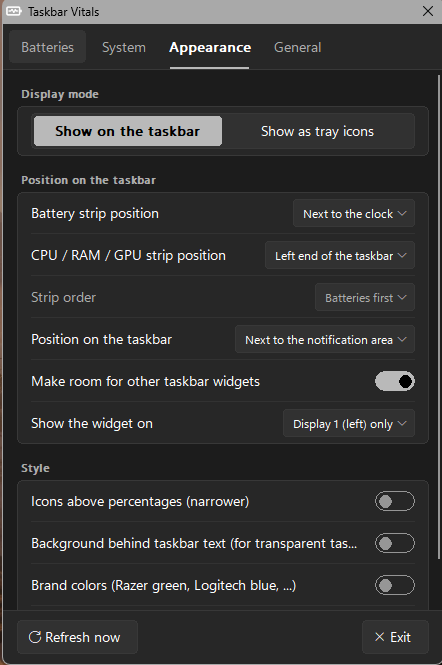 Taskbar Vitals
Batteries System Appearance General
Display mode
Show on the taskbar Show as tray icons
Position on the taskbar
Battery strip position Next to the clock
CPU / RAM / GPU strip position Left end of the taskbar
Strip order Batteries first
Position on the taskbar Next to the notification area
Make room for other taskbar widgets
Show the widget on Display 1 (left) only
Style
Icons above percentages (narrower)
Background behind taskbar text (for transparent tas...
Brand colors (Razer green, Logitech blue, ...)
Refresh now Exit